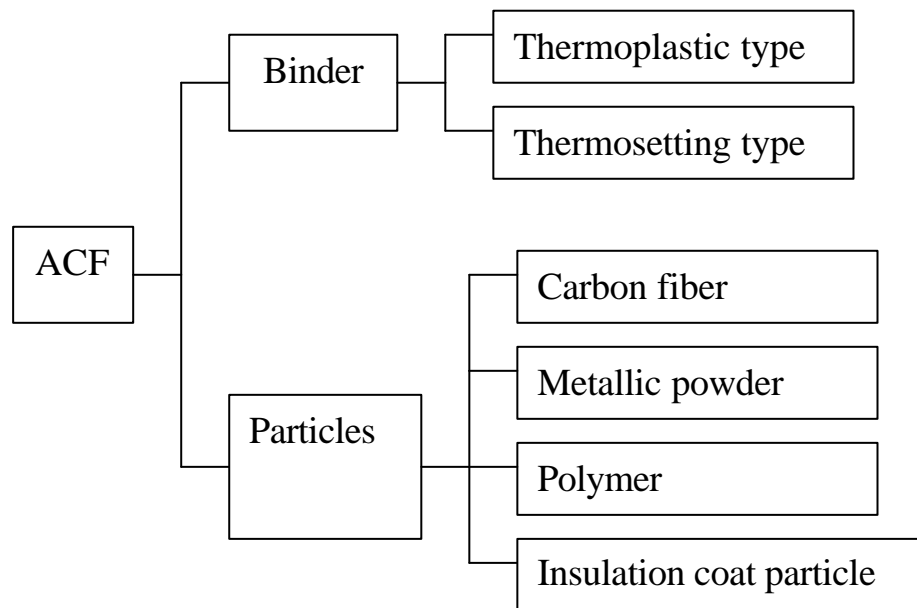 Binder
Thermoplastic type
Thermosetting type
ACF
Particles
Carbon fiber
Metallic powder
Polymer
Insulation coat particle